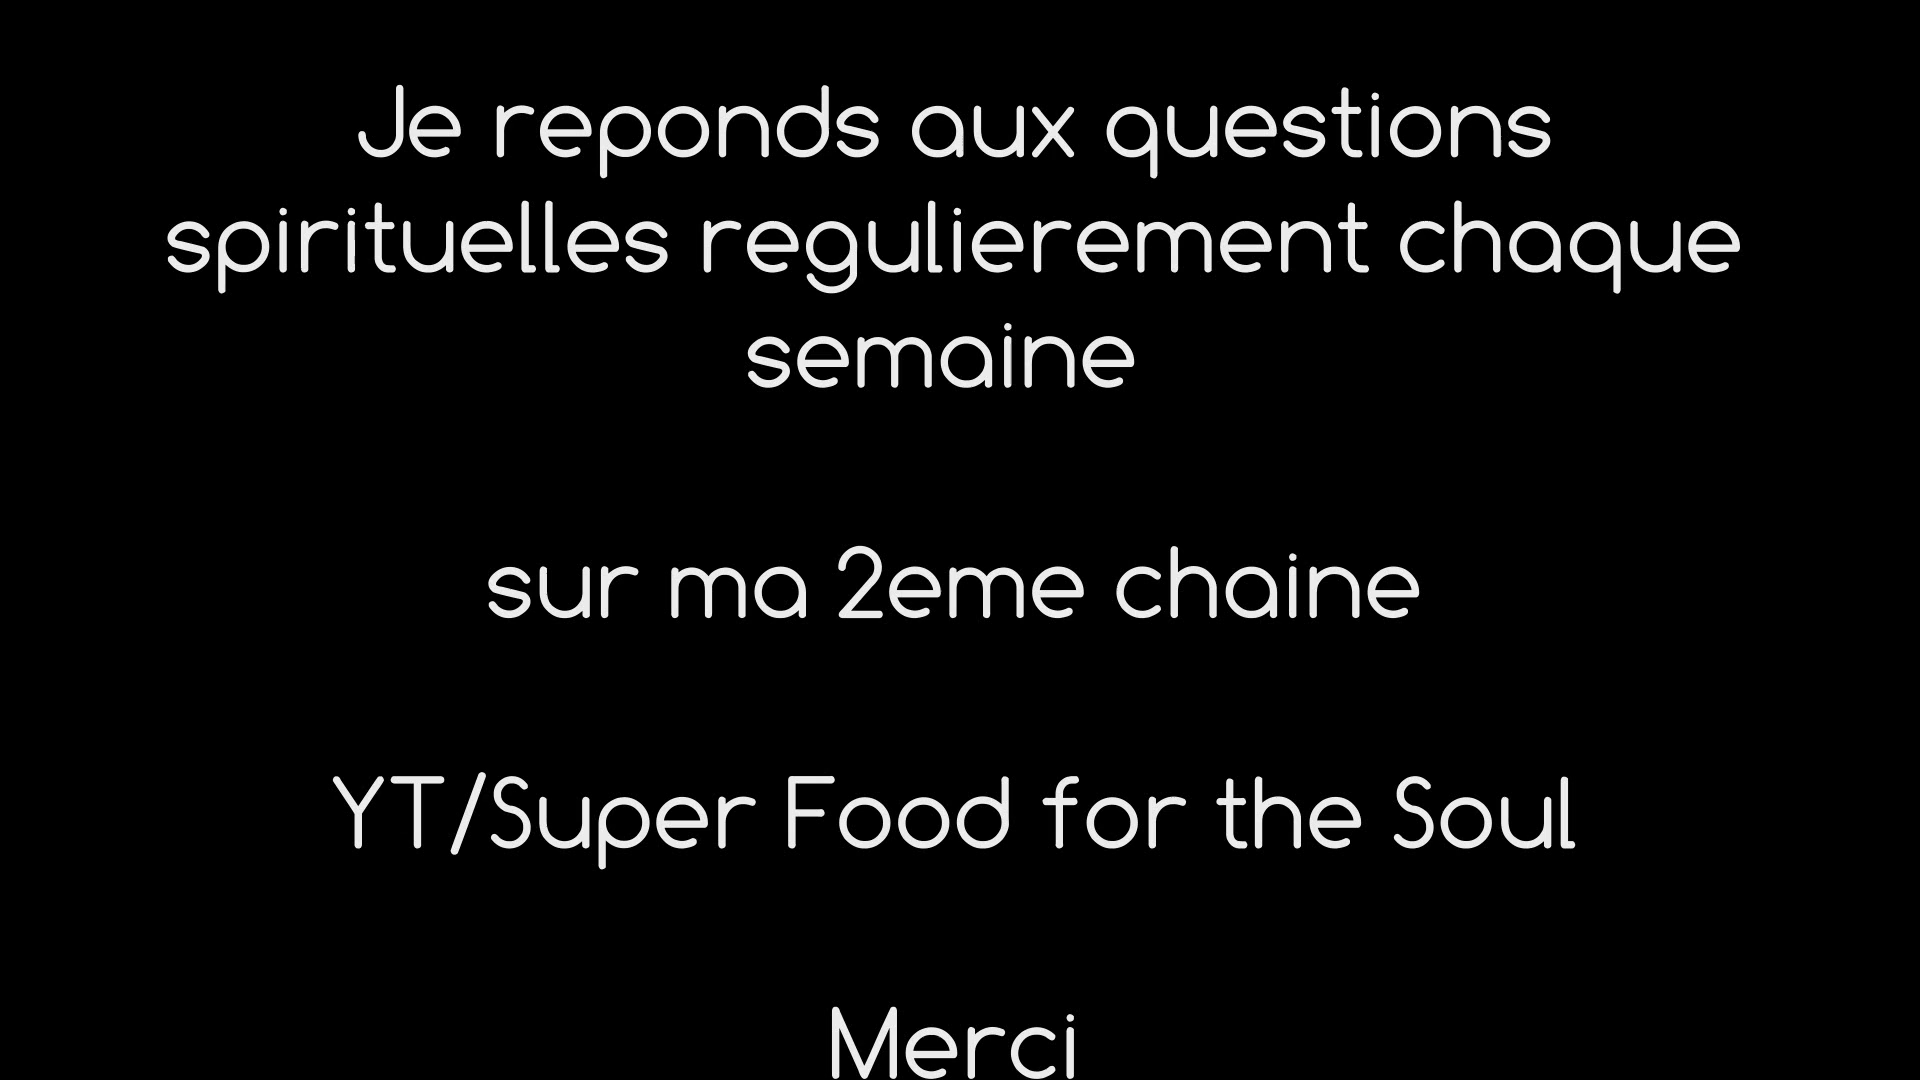 Je reponds aux questions
spirituelles regulierement chaque
semaine
sur ma 2eme chaine
YT/Super Food for the Soul
Merci